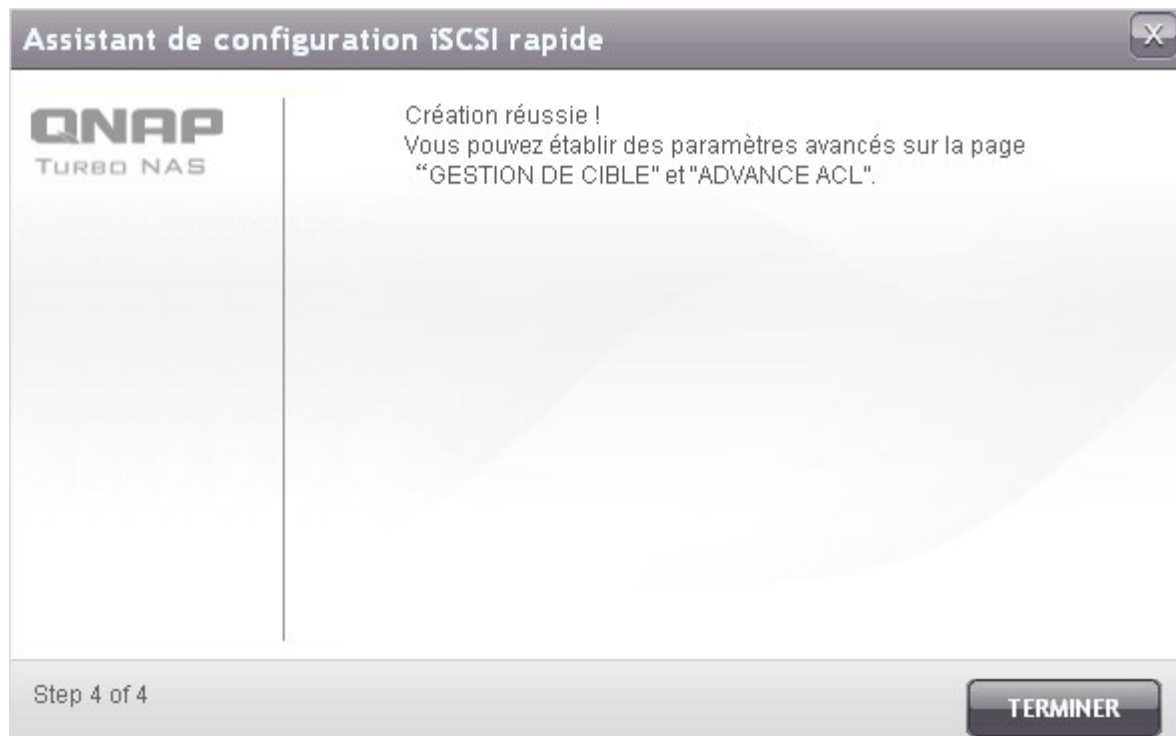 Assistant de configuration iSCSI rapide
X
QNAP
TURBO NAS
Création réussie !
Vous pouvez établir des paramètres avancés sur la page
“GESTION DE CIBLE" et "ADVANCE ACL".
Step 4 of 4
TERMINER